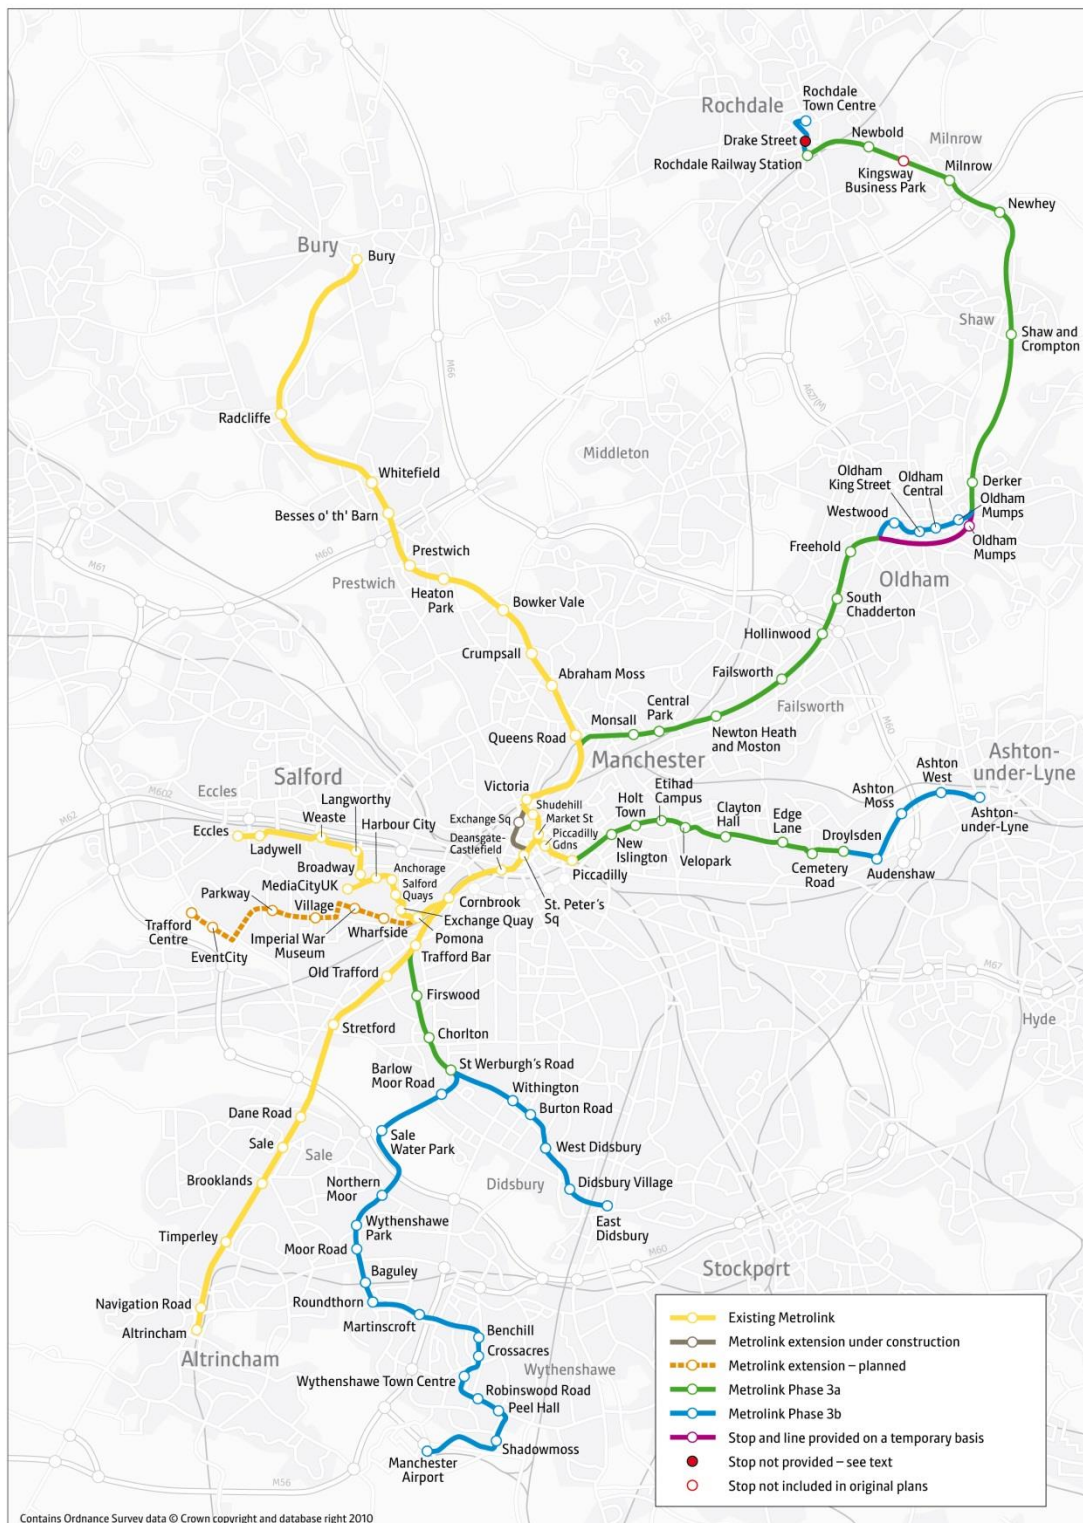 Rochdale
Rochdale
Town Centre
Drake Street
Rochdale Railway Station
Newbold
Milnrow
Kingsway
Business Park
Milnrow
Newhey
Bury
Bury
M62
M66
Shaw
Shaw and
Crompton
A627(M)
Radcliffe
Middleton
Whitefield
Besses o' th' Barn
Oldham
King Street
Oldham
Central
Derker
Westwood
Oldham
Mumps
Oldham
Mumps
Freehold
Oldham
M60
M61
Prestwich
Prestwich
Heaton
Park
South
Chadderton
Bowker Vale
Hollinwood
Crumpsall
Abraham Moss
Failsworth
Failsworth
Monsall
Central
Park
Queens Road
Newton Heath
and Moston
M60
Manchester
Ashton-
under-Lyne
Salford
Eccles
M602
M62
Victoria
Shudehill
Exchange Sq
Market St
Deansgate-
Castlefield
Piccadilly
Gdns
Holt
Town
Etihad
Campus
Clayton
Hall
Edge
Lane
Ashton
Moss
Ashton
West
Ashton-
under-Lyne
Langworthy
Weaste
Harbour City
Eccles
Ladywell
Broadway
Anchorage
MediaCityUK
Salford
Quays
New
Islington
Velopark
Droylsden
Cemetery
Road
Audenshaw
Piccadilly
Cornbrook
St. Peter's
Sq
Parkway
Village
Exchange Quay
Trafford
Centre
EventCity
Imperial War
Museum
Wharfside
Pomona
Trafford Bar
Old Trafford
M67
Firswood
Hyde
Stretford
Chorlton
St Werburgh's Road
Barlow
Moor Road
Withington
Burton Road
Dane Road
Sale
Water Park
Sale
Sale
West Didsbury
Brooklands
Northern
Moor
Didsbury
Didsbury Village
East
Didsbury
Wythenshawe
Park
Timperley
Moor Road
M60
Stockport
Baguley
Roundthorn
Navigation Road
Martinscroft
Altrincham
Altrincham
Benchill
Crossacres
Wythenshawe
Wythenshawe Town Centre
Robinswood Road
Peel Hall
Shadowmoss
Manchester
Airport
M56
Existing Metrolink
Metrolink extension under construction
Metrolink extension – planned
Metrolink Phase 3a
Metrolink Phase 3b
Stop and line provided on a temporary basis
Stop not provided – see text
Stop not included in original plans
Contains Ordnance Survey data © Crown copyright and database right 2010